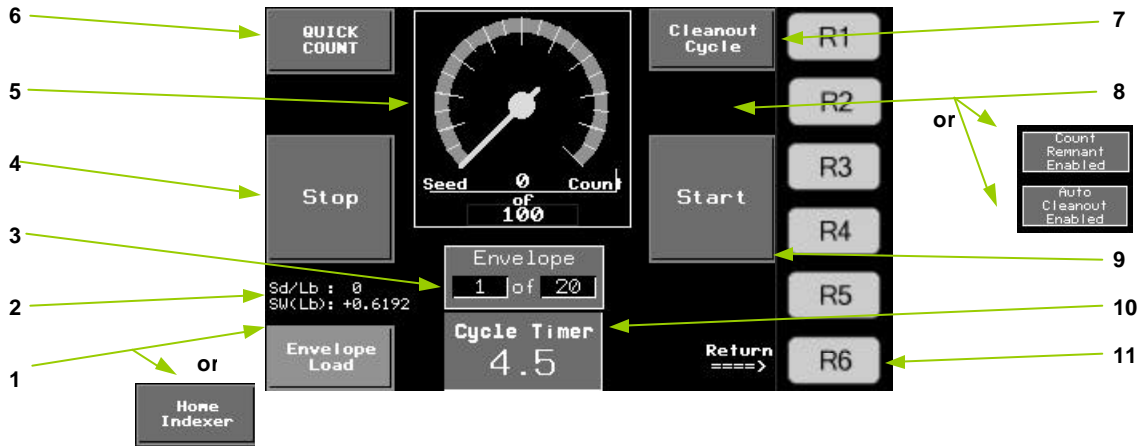 6
QUICK
COUNT
Cleanout
Cycle
R1
7
5
R2
8
or
Count
Remnant
Enabled
4
Stop
Seed 0 Count
of
100
Start
R3
Auto
Cleanout
Enabled
3
Envelope
1 of 20
R4
9
2
Sd/Lb : 0
SW(Lb): +0.6192
R5
10
1
or
Envelope
Load
Cycle Timer
4.5
Return
====>
R6
11
Home
Indexer